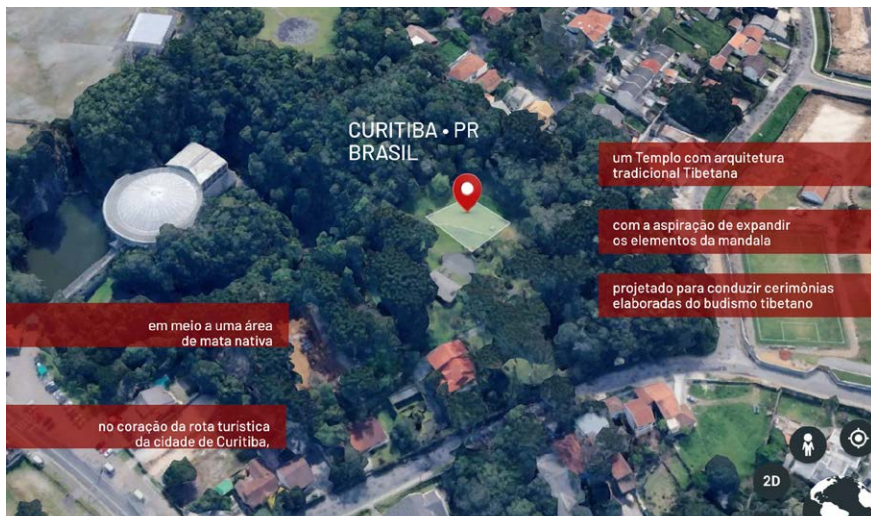 CURITIBA • PR
BRASIL
um Templo com arquitetura
tradicional Tibetana
com a aspiração de expandir
os elementos da mandala
projetado para conduzir cerimônias
elaboradas do budismo tibetano
em meio a uma área
de mata nativa
no coração da rota turística
da cidade de Curitiba,
2D